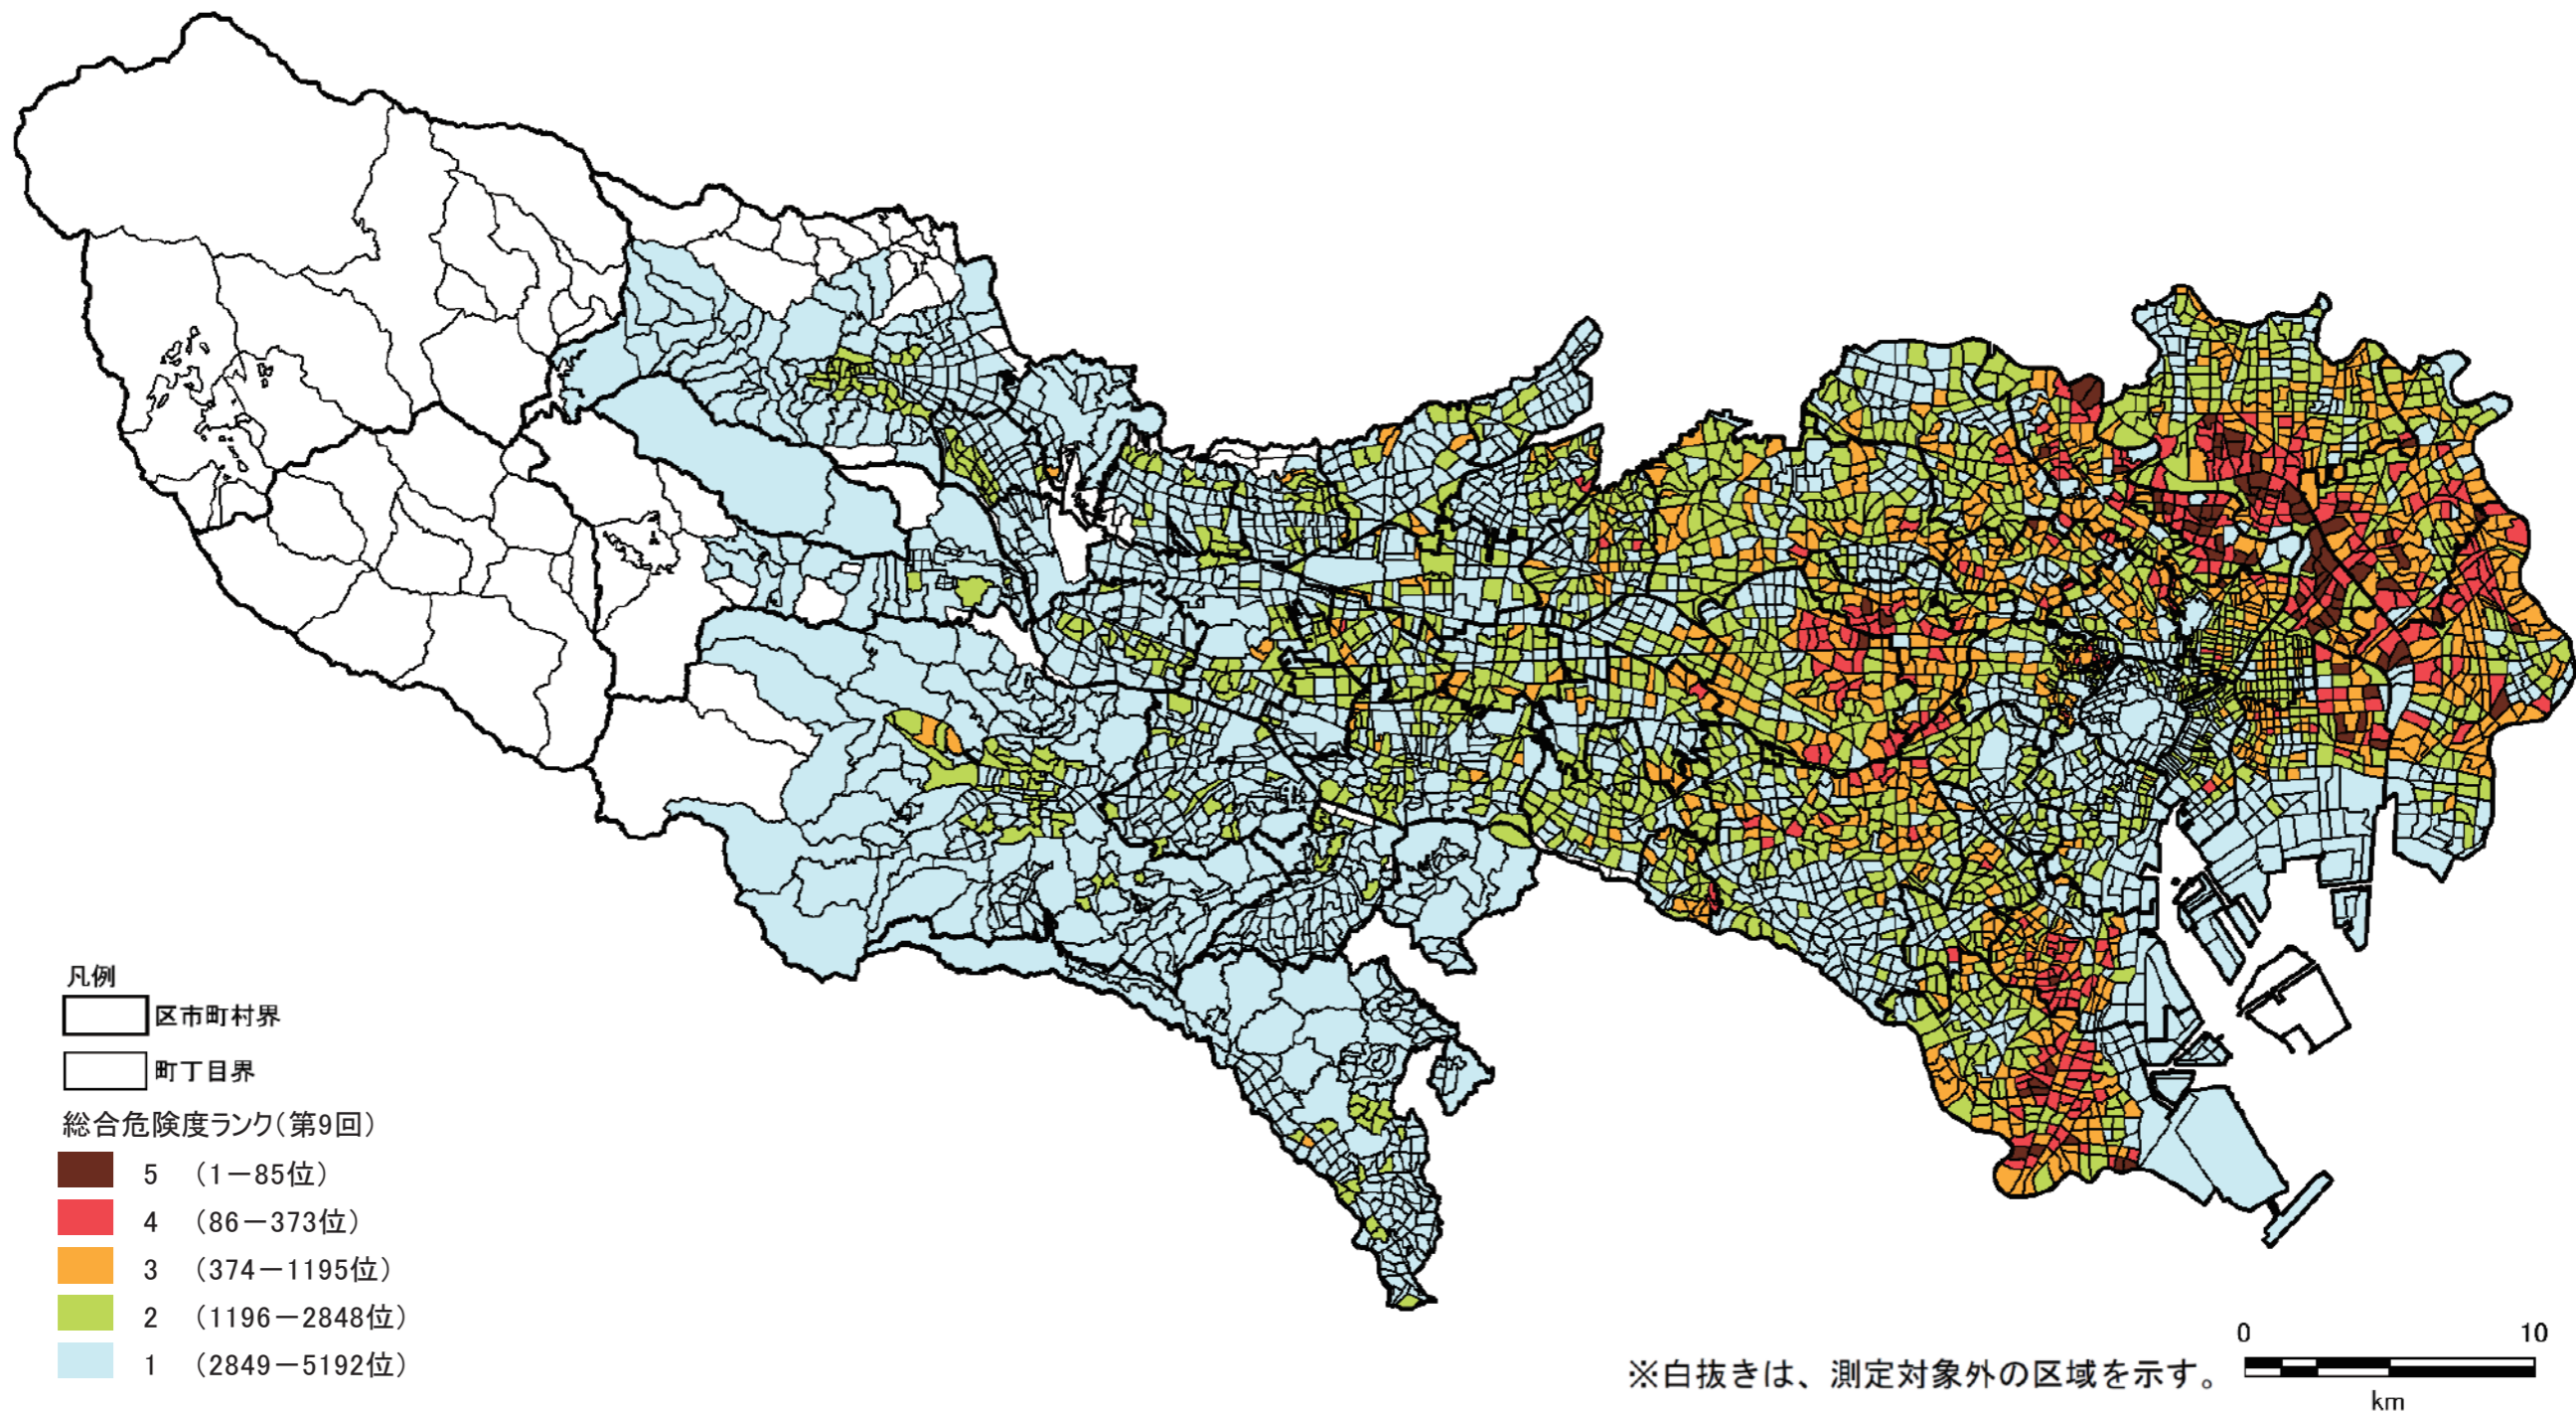 凡例
区市町村界
町丁目界
総合危険度ランク(第9回)
5 (1－85位)
4 (86－373位)
3 (374－1195位)
2 (1196－2848位)
1 (2849－5192位)
※白抜きは、測定対象外の区域を示す。
0 10
km